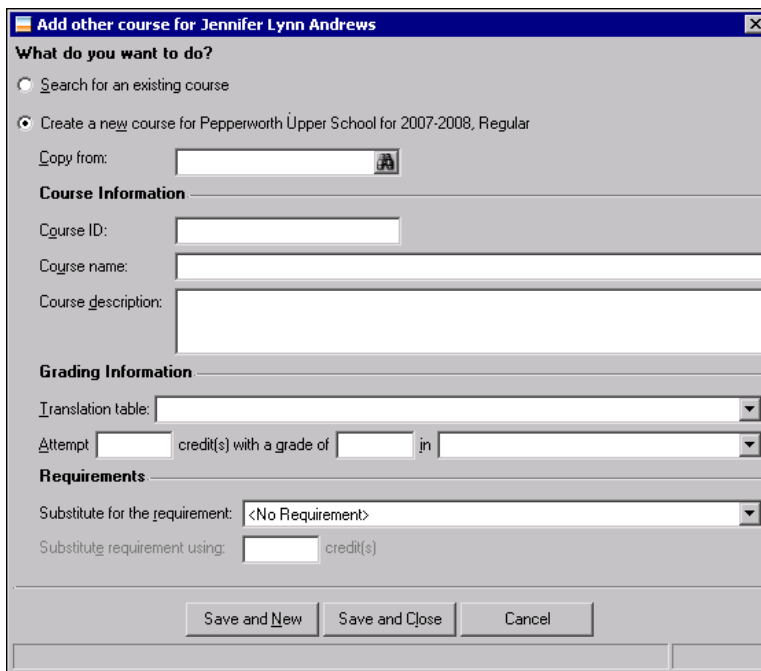 Add other course for Jennifer Lynn Andrews
What do you want to do?
Search for an existing course
Create a new course for Pepperworth Upper School for 2007-2008, Regular
Copy from:
Course Information
Course ID:
Course name:
Course description:
Grading Information
Translation table:
Attempt credit(s) with a grade of in
Requirements
Substitute for the requirement: <No Requirement>
Substitute requirement using: credit(s)
Save and New Save and Close Cancel